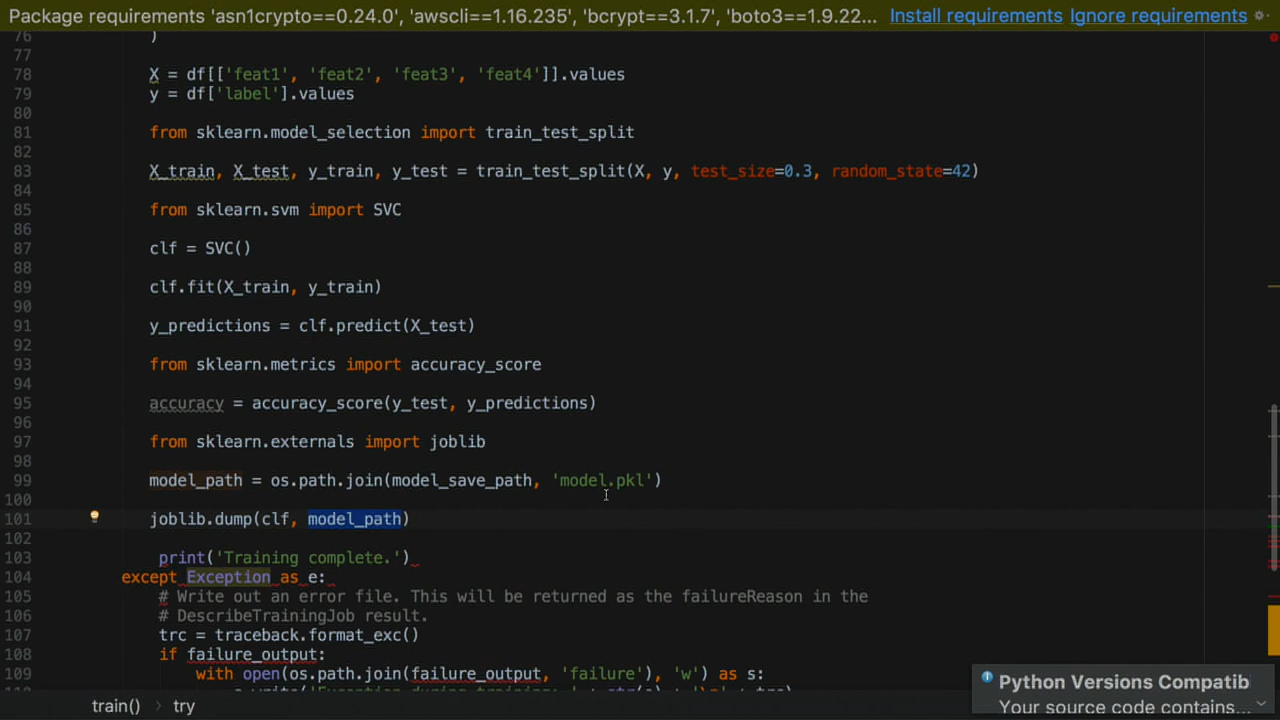 Package requirements 'asn1crypto==0.24.0', 'awscli==1.16.235', 'bcrypt==3.1.7', 'boto3==1.9.22... Install requirements Ignore requirements
76 )
77
78 X = df[['feat1', 'feat2', 'feat3', 'feat4']].values
79 y = df['label'].values
80
81 from sklearn.model_selection import train_test_split
82
83 X_train, X_test, y_train, y_test = train_test_split(X, y, test_size=0.3, random_state=42)
84
85 from sklearn.svm import SVC
86
87 clf = SVC()
88
89 clf.fit(X_train, y_train)
90
91 y_predictions = clf.predict(X_test)
92
93 from sklearn.metrics import accuracy_score
94
95 accuracy = accuracy_score(y_test, y_predictions)
96
97 from sklearn.externals import joblib
98
99 model_path = os.path.join(model_save_path, 'model.pkl')
100
101 joblib.dump(clf, model_path)
102
103 print('Training complete.')
104 except Exception as e:
105 # Write out an error file. This will be returned as the failureReason in the
106 # DescribeTrainingJob result.
107 trc = traceback.format_exc()
108 if failure_output:
109 with open(os.path.join(failure_output, 'failure'), 'w') as s:
train() try
Python Versions Compatib
Your source code contains...